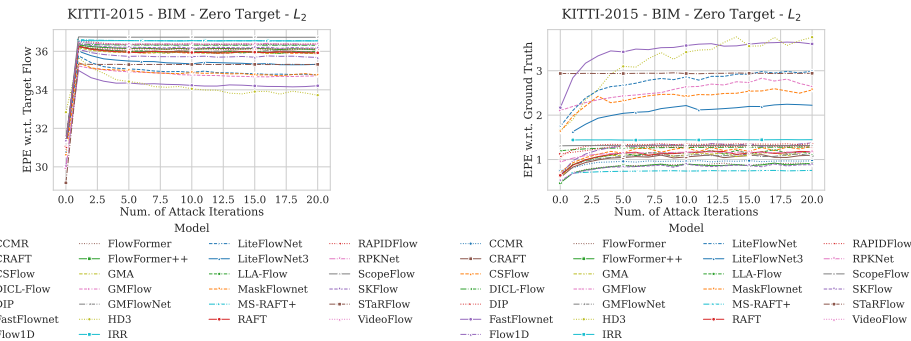 KITTI-2015 - BIM - Zero Target - L2
EPE w.r.t. Target Flow
36
34
32
30
0.0 2.5 5.0 7.5 10.0 12.5 15.0 17.5 20.0
Num. of Attack Iterations
Model
CCMR FlowFormer LiteFlowNet RAPIDFlow
CRAFT FlowFormer++ LiteFlowNet3 RPKNet
CSFlow GMA LLA-Flow ScopeFlow
DICL-Flow GMFlow MaskFlownet SKFlow
DIP GMFlowNet MS-RAFT+ STaRFlow
FastFlownet HD3 RAFT VideoFlow
Flow1D IRR
KITTI-2015 - BIM - Zero Target - L2
EPE w.r.t. Ground Truth
3
2
1
0.0 2.5 5.0 7.5 10.0 12.5 15.0 17.5 20.0
Num. of Attack Iterations
Model
CCMR FlowFormer LiteFlowNet RAPIDFlow
CRAFT FlowFormer++ LiteFlowNet3 RPKNet
CSFlow GMA LLA-Flow ScopeFlow
DICL-Flow GMFlow MaskFlownet SKFlow
DIP GMFlowNet MS-RAFT+ STaRFlow
FastFlownet HD3 RAFT VideoFlow
Flow1D IRR